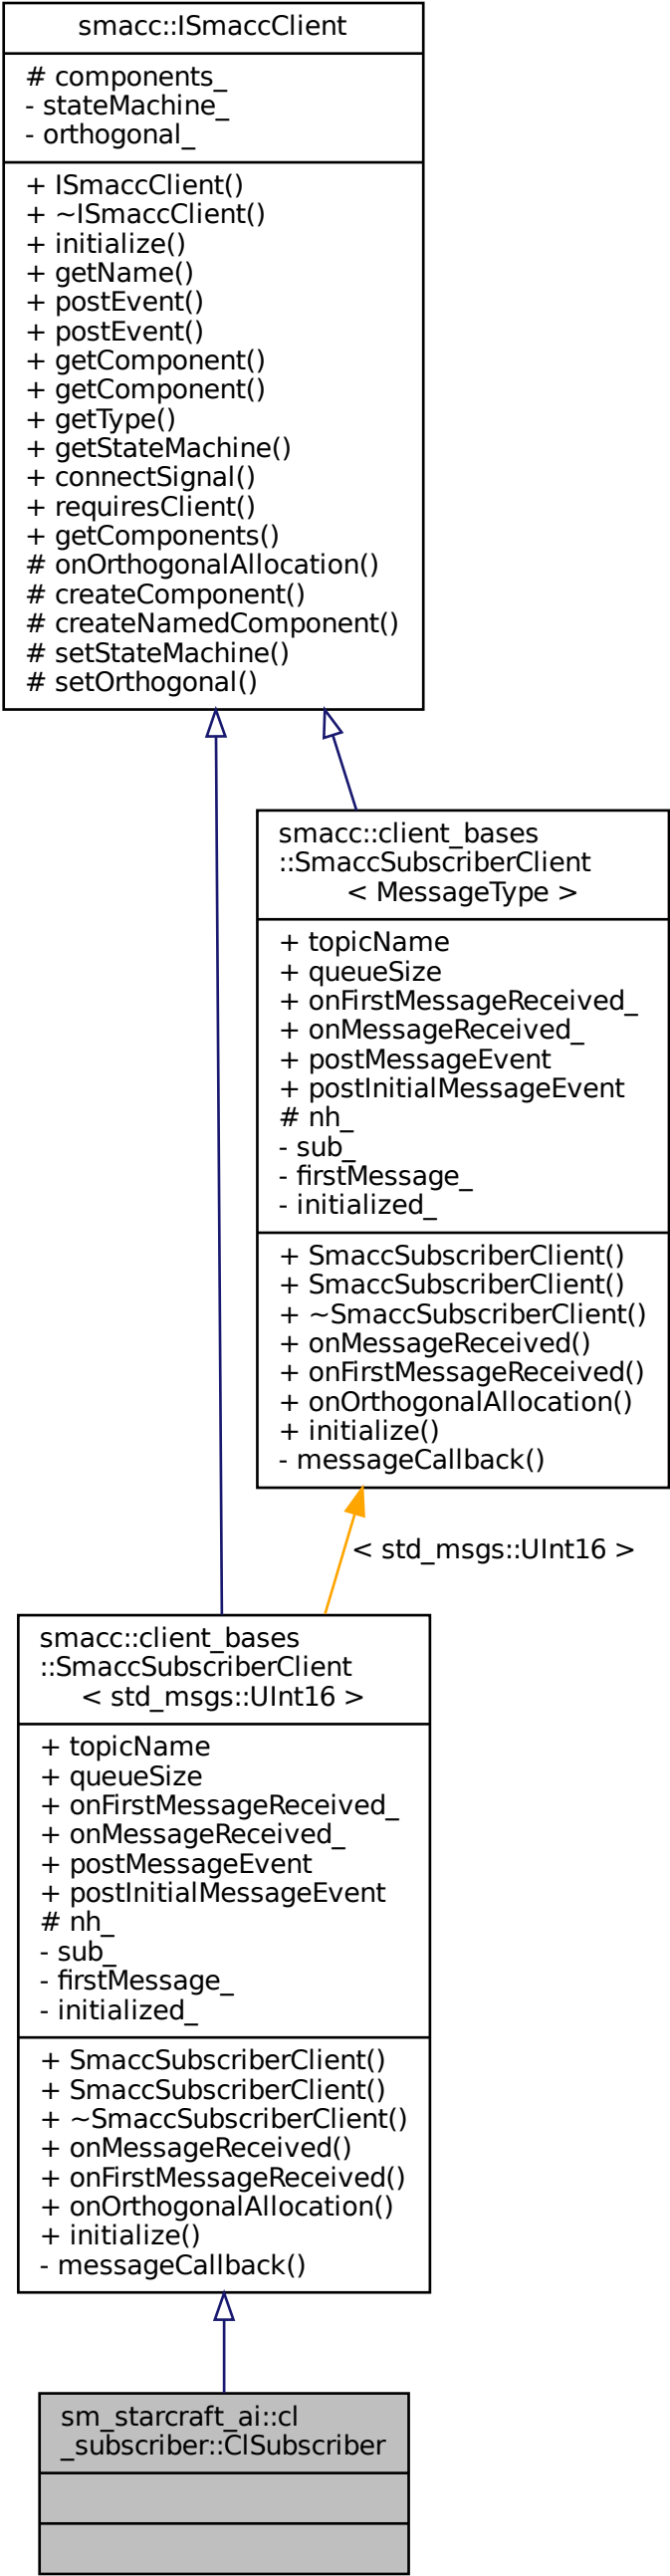 smacc::ISmaccClient
# components_
- stateMachine_
- orthogonal_
+ ISmaccClient()
+ ~ISmaccClient()
+ initialize()
+ getName()
+ postEvent()
+ postEvent()
+ getComponent()
+ getComponent()
+ getType()
+ getStateMachine()
+ connectSignal()
+ requiresClient()
+ getComponents()
# onOrthogonalAllocation()
# createComponent()
# createNamedComponent()
# setStateMachine()
# setOrthogonal()
smacc::client_bases
::SmaccSubscriberClient
< MessageType >
+ topicName
+ queueSize
+ onFirstMessageReceived_
+ onMessageReceived_
+ postMessageEvent
+ postInitialMessageEvent
# nh_
- sub_
- firstMessage_
- initialized_
+ SmaccSubscriberClient()
+ SmaccSubscriberClient()
+ ~SmaccSubscriberClient()
+ onMessageReceived()
+ onFirstMessageReceived()
+ onOrthogonalAllocation()
+ initialize()
- messageCallback()
< std_msgs::UInt16 >
smacc::client_bases
::SmaccSubscriberClient
< std_msgs::UInt16 >
+ topicName
+ queueSize
+ onFirstMessageReceived_
+ onMessageReceived_
+ postMessageEvent
+ postInitialMessageEvent
# nh_
- sub_
- firstMessage_
- initialized_
+ SmaccSubscriberClient()
+ SmaccSubscriberClient()
+ ~SmaccSubscriberClient()
+ onMessageReceived()
+ onFirstMessageReceived()
+ onOrthogonalAllocation()
+ initialize()
- messageCallback()
sm_starcraft_ai::cl
_subscriber::ClSubscriber